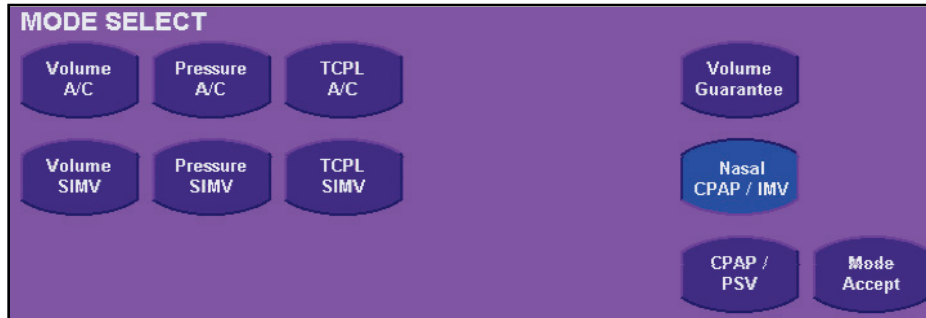 MODE SELECT
Volume
A/C
Pressure
A/C
TCPL
A/C
Volume
Guarantee
Volume
SIMV
Pressure
SIMV
TCPL
SIMV
Nasal
CPAP / IMV
CPAP /
PSV
Mode
Accept